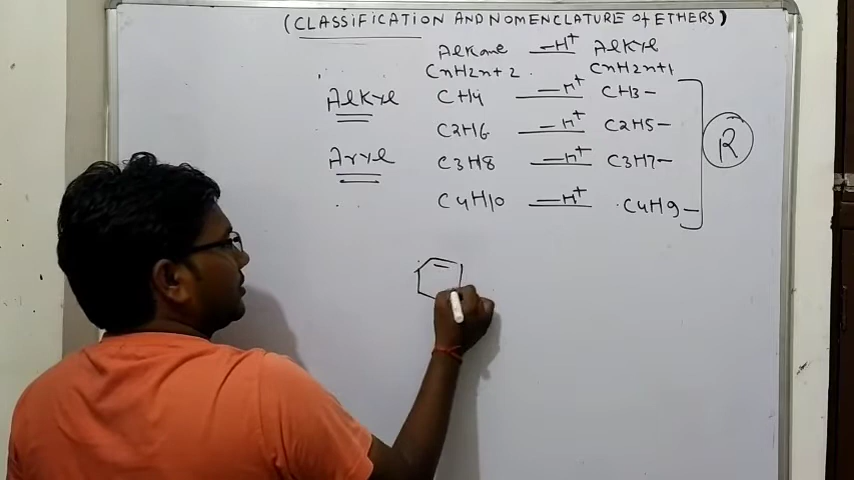 (CLASSIFICATION AND NOMENCLATURE of ETHERS)
Alkane —H+ Alkyl
CnH2n+2 CnH2n+1
Alkyl CH4 —H+ CH3-
C2H6 —H+ C2H5-
Aryl C3H8 —H+ C3H7-
C4H10 —H+ C4H9-
R